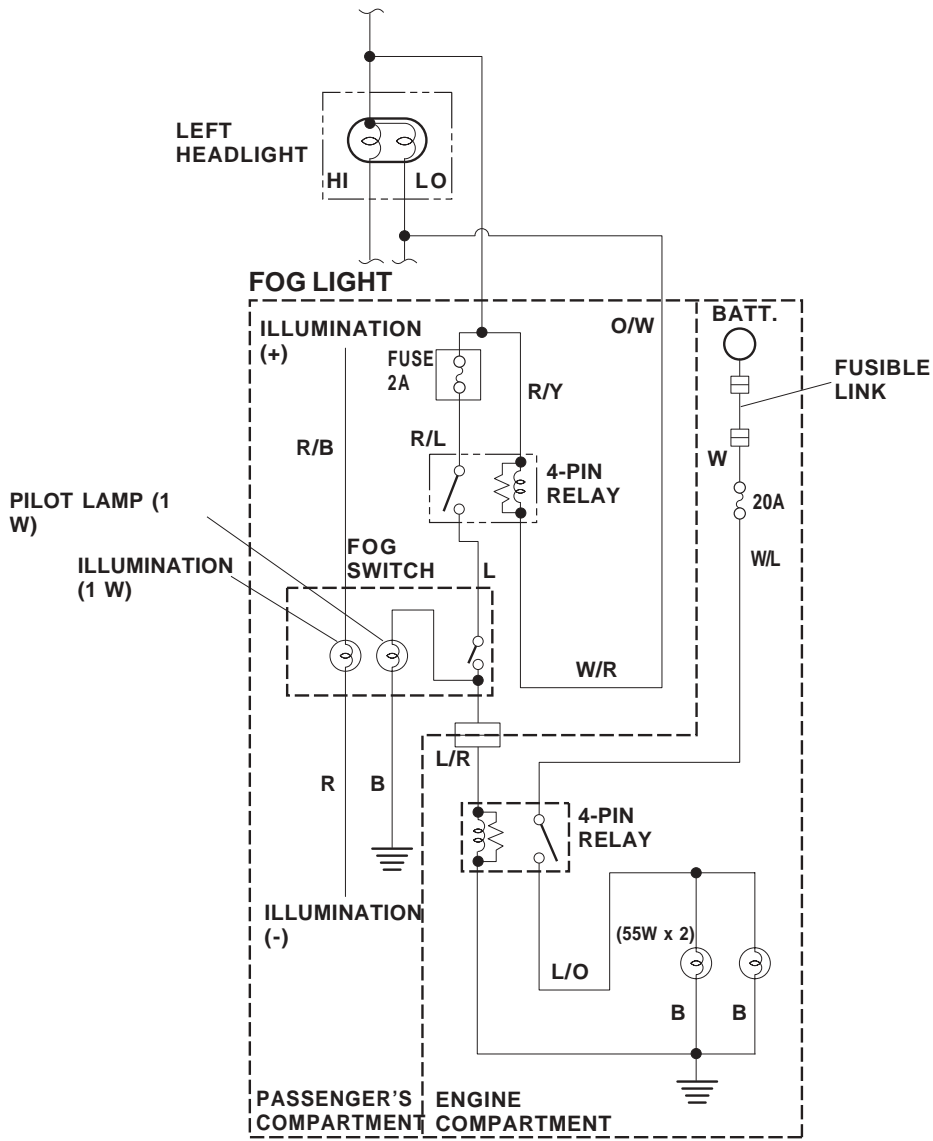 LEFT
HEADLIGHT
HI
LO
FOG LIGHT
ILLUMINATION
(+)
O/W
BATT.
FUSE
2A
FUSIBLE
LINK
R/Y
R/B
R/L
W
4-PIN
RELAY
20A
PILOT LAMP (1
W)
FOG
SWITCH
L
W/L
ILLUMINATION
(1 W)
W/R
L/R
R
B
4-PIN
RELAY
ILLUMINATION
(-)
(55W x 2)
L/O
B
B
PASSENGER'S
COMPARTMENT
ENGINE
COMPARTMENT